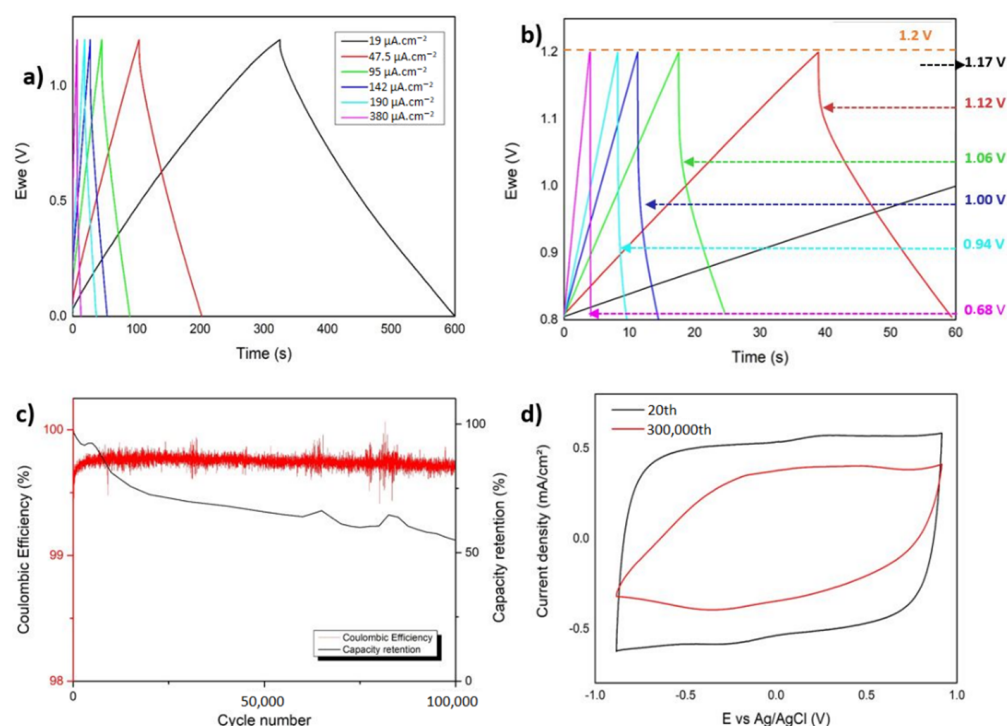 a)
Ewe (V)
1.0
0.5
0.0
0
100
200
300
400
500
600
Time (s)
19 µA.cm⁻²
47.5 µA.cm⁻²
95 µA.cm⁻²
142 µA.cm⁻²
190 µA.cm⁻²
380 µA.cm⁻²
b)
Ewe (V)
1.2
1.1
1.0
0.9
0.8
0
10
20
30
40
50
60
Time (s)
1.2 V
1.17 V
1.12 V
1.06 V
1.00 V
0.94 V
0.68 V
c)
Coulombic Efficiency (%)
100
99
98
0
50,000
100,000
Cycle number
Capacity retention (%)
100
50
0
Coulombic Efficiency
Capacity retention
d)
20th
300,000th
Current density (mA/cm²)
0.5
0.0
-0.5
-1.0
-0.5
0.0
0.5
1.0
E vs Ag/AgCl (V)